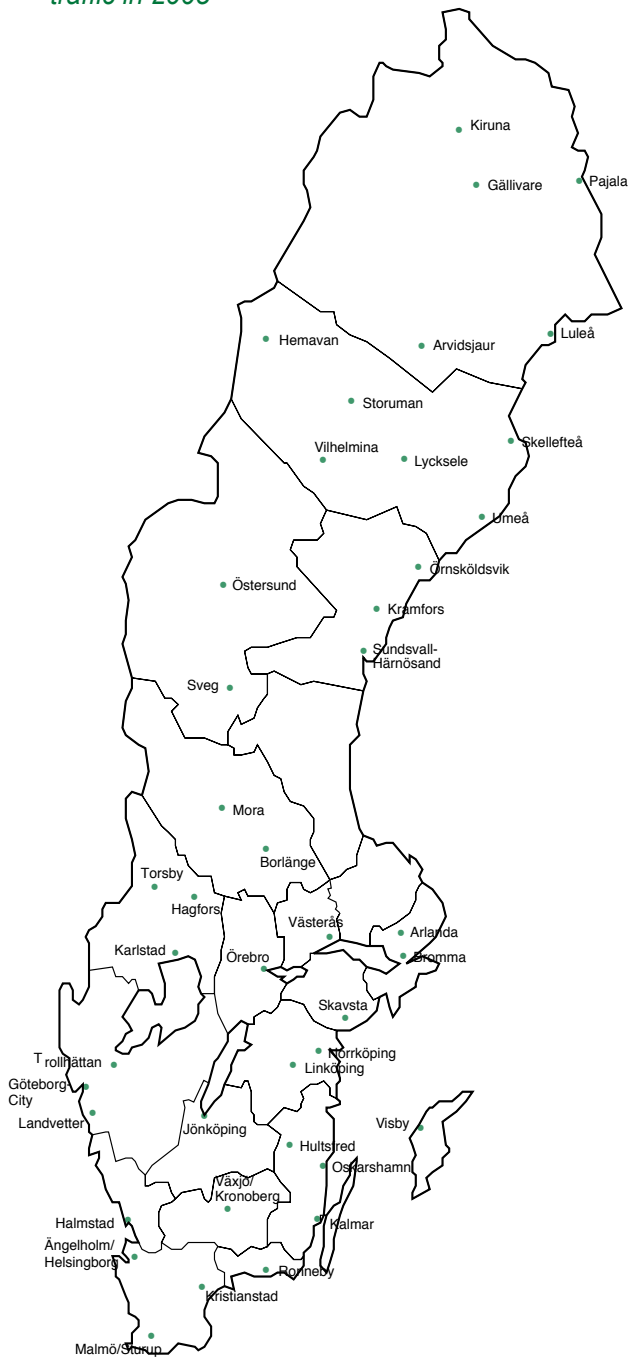 traffic in 2008
Kiruna
Gällivare
Pajala
Luleå
Hemavan
Arvidsjaur
Storuman
Skellefteå
Vilhelmina
Lycksele
Umeå
Örnsköldsvik
Östersund
Kramfors
Sundsvall-
Härnösand
Sveg
Mora
Borlänge
Torsby
Hagfors
Västerås
Arlanda
Karlstad
Örebro
Bromma
Skavsta
Norrköping
Trollhättan
Linköping
Göteborg-
City
Landvetter
Jönköping
Visby
Hultsfred
Oskarshamn
Växjö/
Kronoberg
Halmstad
Kalmar
Ängelholm/
Helsingborg
Ronneby
Kristianstad
Malmö/Sturup